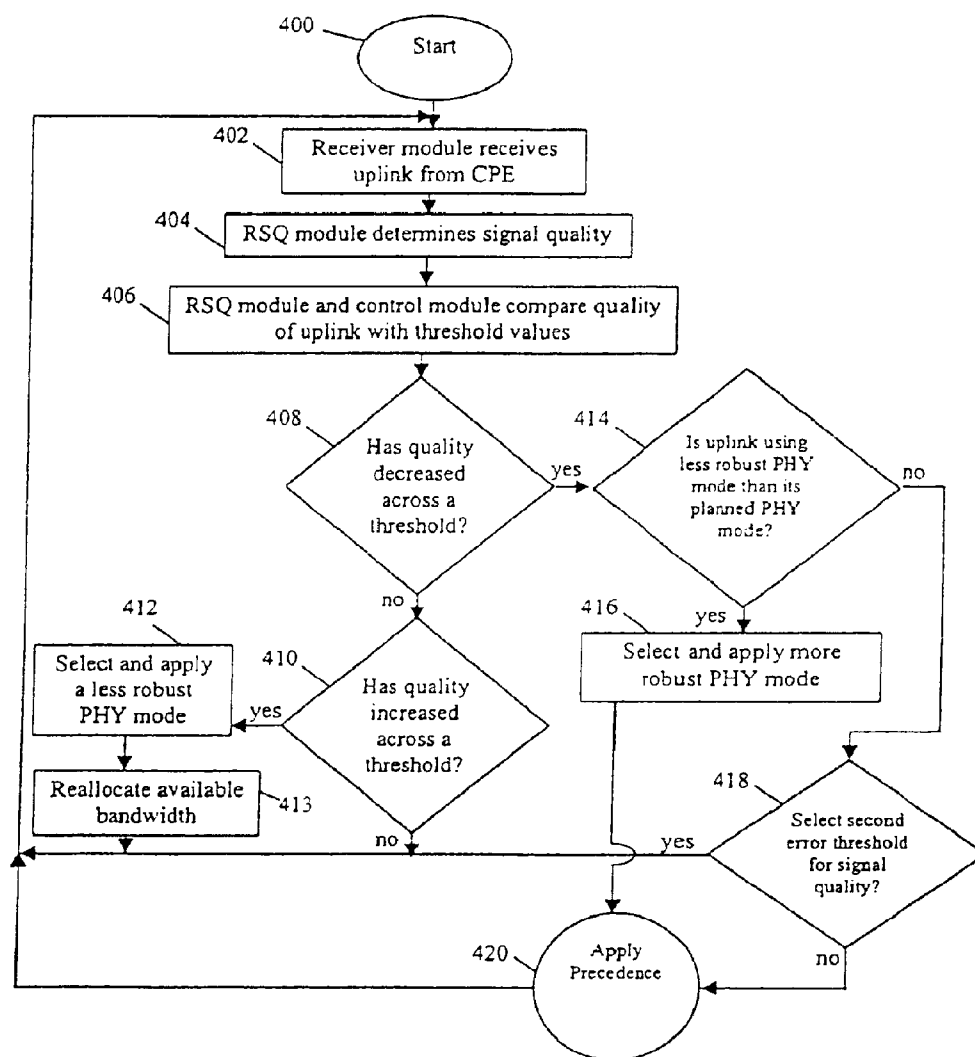 400
Start
402
Receiver module receives
uplink from CPE
404
RSQ module determines signal quality
406
RSQ module and control module compare quality
of uplink with threshold values
408
Has quality
decreased
across a
threshold?
yes
no
414
Is uplink using
less robust PHY
mode than its
planned PHY
mode?
no
yes
412
Select and apply
a less robust
PHY mode
410
Has quality
increased
across a
threshold?
yes
no
416
Select and apply more
robust PHY mode
Reallocate available
bandwidth
413
418
Select second
error threshold
for signal
quality?
yes
no
420
Apply
Precedence